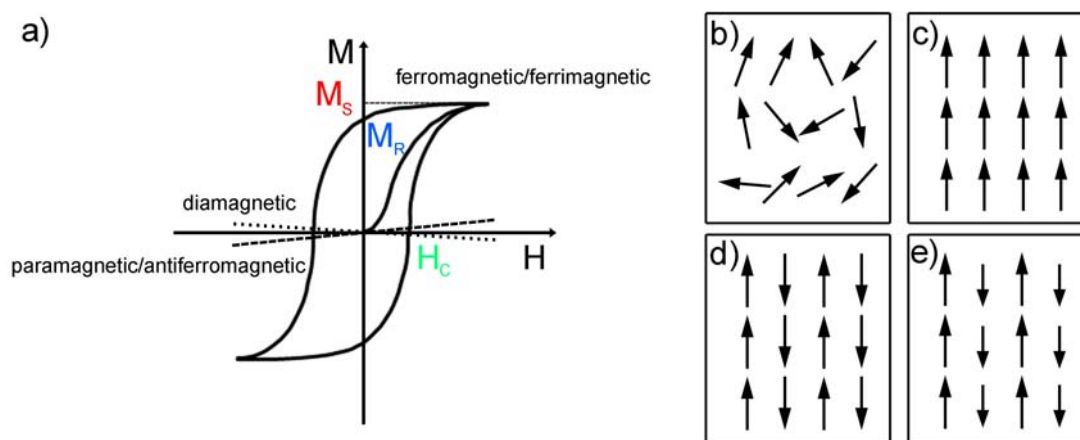 a)
M
ferromagnetic/ferrimagnetic
M_S
M_R
diamagnetic
paramagnetic/antiferromagnetic
H_C
H
b)
c)
d)
e)